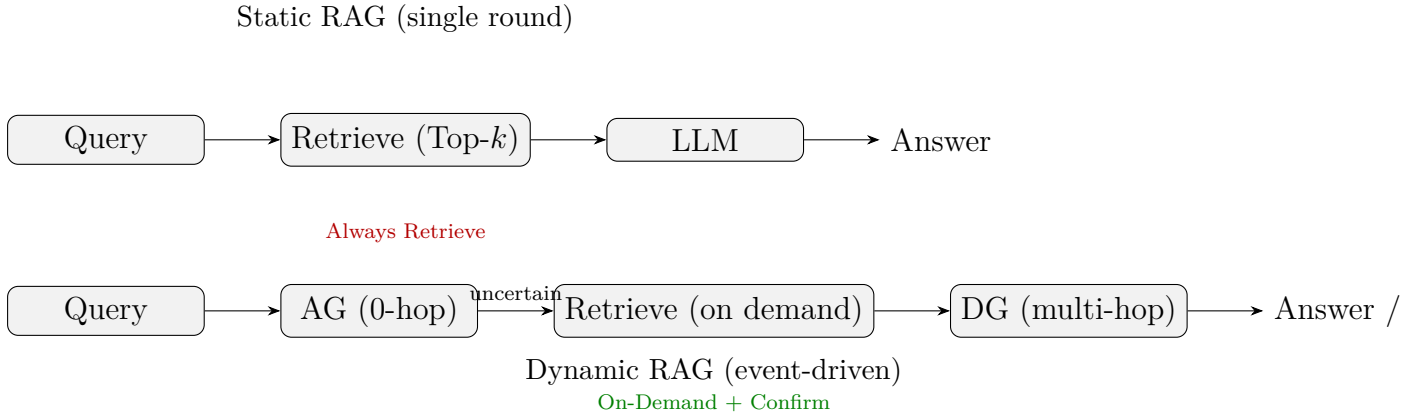 Static RAG (single round)
Query Retrieve (Top-k) LLM Answer
Always Retrieve
Query AG (0-hop) uncertain Retrieve (on demand) DG (multi-hop) Answer /
Dynamic RAG (event-driven)
On-Demand + Confirm